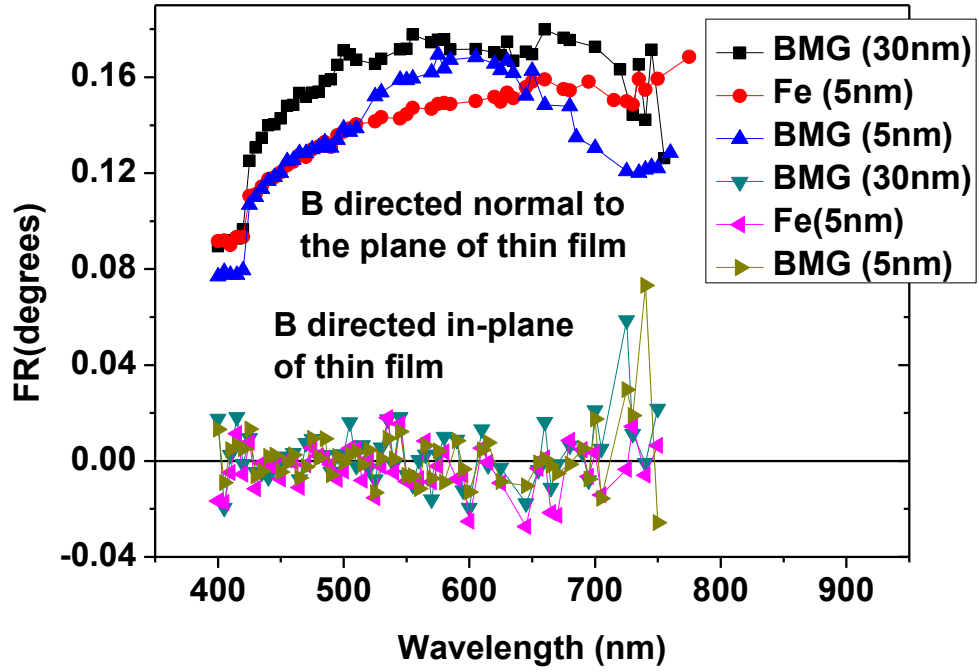 BMG (30nm)
Fe (5nm)
BMG (5nm)
BMG (30nm)
Fe(5nm)
BMG (5nm)
0.16
0.12
0.08
0.04
0.00
-0.04
FR(degrees)
B directed normal to
the plane of thin film
B directed in-plane
of thin film
400 500 600 700 800 900
Wavelength (nm)